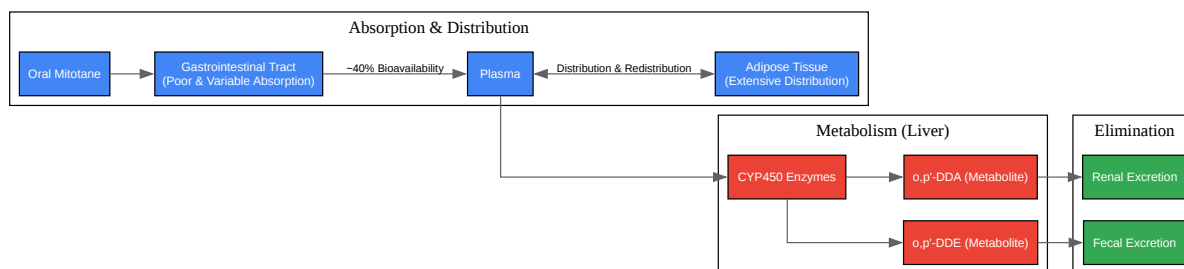 Absorption & Distribution
Oral Mitotane
Gastrointestinal Tract
(Poor & Variable Absorption)
~40% Bioavailability
Plasma
Distribution & Redistribution
Adipose Tissue
(Extensive Distribution)
Metabolism (Liver)
CYP450 Enzymes
o,p'-DDA (Metabolite)
o,p'-DDE (Metabolite)
Elimination
Renal Excretion
Fecal Excretion